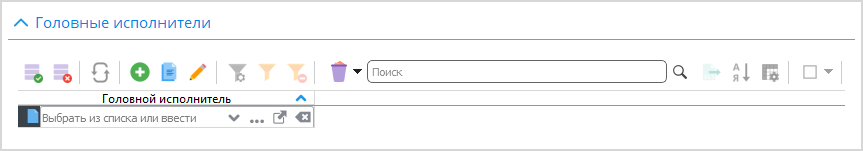 Головные исполнители
Поиск
А
Я
Головной исполнитель
Выбрать из списка или ввести